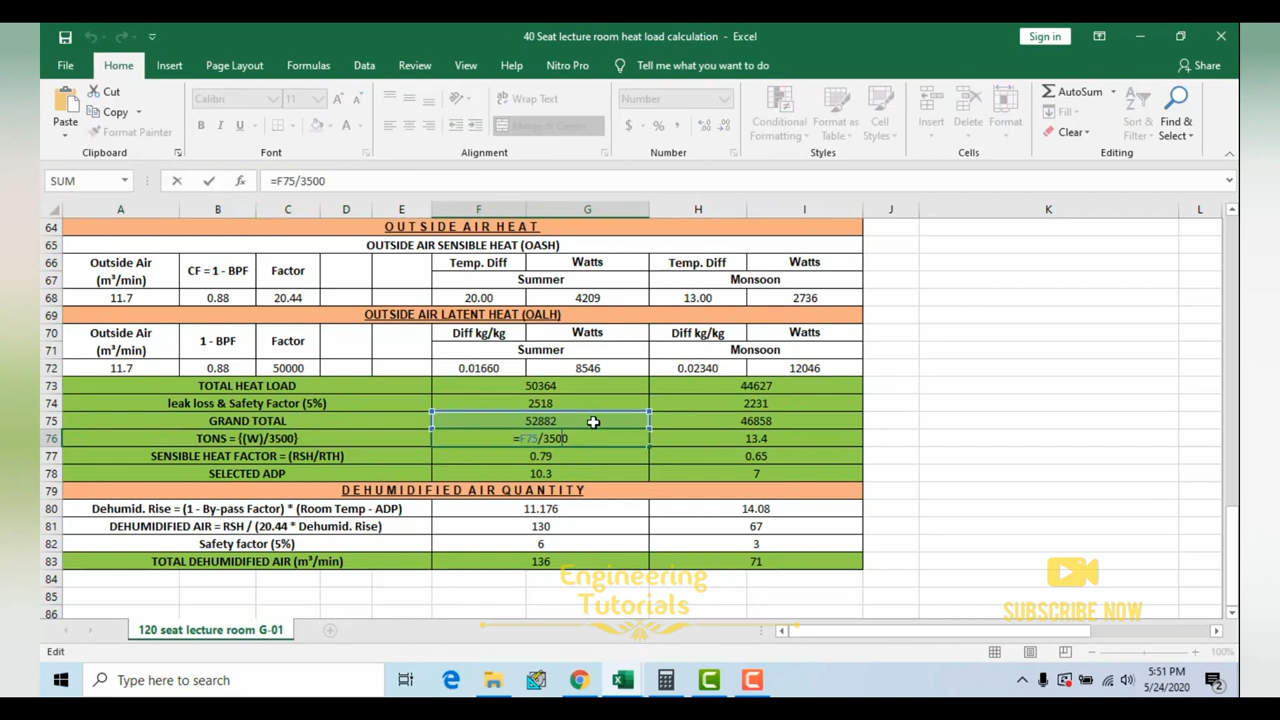 40 Seat lecture room heat load calculation - Excel
Sign in
File Home Insert Page Layout Formulas Data Review View Help Nitro Pro Tell me what you want to do Share
Paste
Cut
Copy
Format Painter
Clipboard
Calibri 11
B I U
Font
Wrap Text
Merge & Center
Alignment
Number
$ % ,
Number
Conditional Formatting
Format as Table
Cell Styles
Styles
Insert Delete Format
Cells
AutoSum
Fill
Clear
Sort & Filter
Find & Select
Editing
SUM fx =F75/3500
A B C D E F G H I J K L
64 OUTSIDE AIR HEAT
65 OUTSIDE AIR SENSIBLE HEAT (OASH)
66 Outside Air CF = 1 - BPF Factor Temp. Diff Watts Temp. Diff Watts
67 (m³/min) Summer Monsoon
68 11.7 0.88 20.44 20.00 4209 13.00 2736
69 OUTSIDE AIR LATENT HEAT (OALH)
70 Outside Air 1 - BPF Factor Diff kg/kg Watts Diff kg/kg Watts
71 (m³/min) Summer Monsoon
72 11.7 0.88 50000 0.01660 8546 0.02340 12046
73 TOTAL HEAT LOAD 50364 44627
74 leak loss & Safety Factor (5%) 2518 2231
75 GRAND TOTAL 52882 46858
76 TONS = {(W)/3500} =F75/3500 13.4
77 SENSIBLE HEAT FACTOR = (RSH/RTH) 0.79 0.65
78 SELECTED ADP 10.3 7
79 DEHUMIDIFIED AIR QUANTITY
80 Dehumid. Rise = (1 - By-pass Factor) * (Room Temp - ADP) 11.176 14.08
81 DEHUMIDIFIED AIR = RSH / (20.44 * Dehumid. Rise) 130 67
82 Safety factor (5%) 6 3
83 TOTAL DEHUMIDIFIED AIR (m³/min) 136 71
84
85
86
Engineering
Tutorials
SUBSCRIBE NOW
120 seat lecture room G-01
Edit
100%
Type here to search
5:51 PM
5/24/2020
2